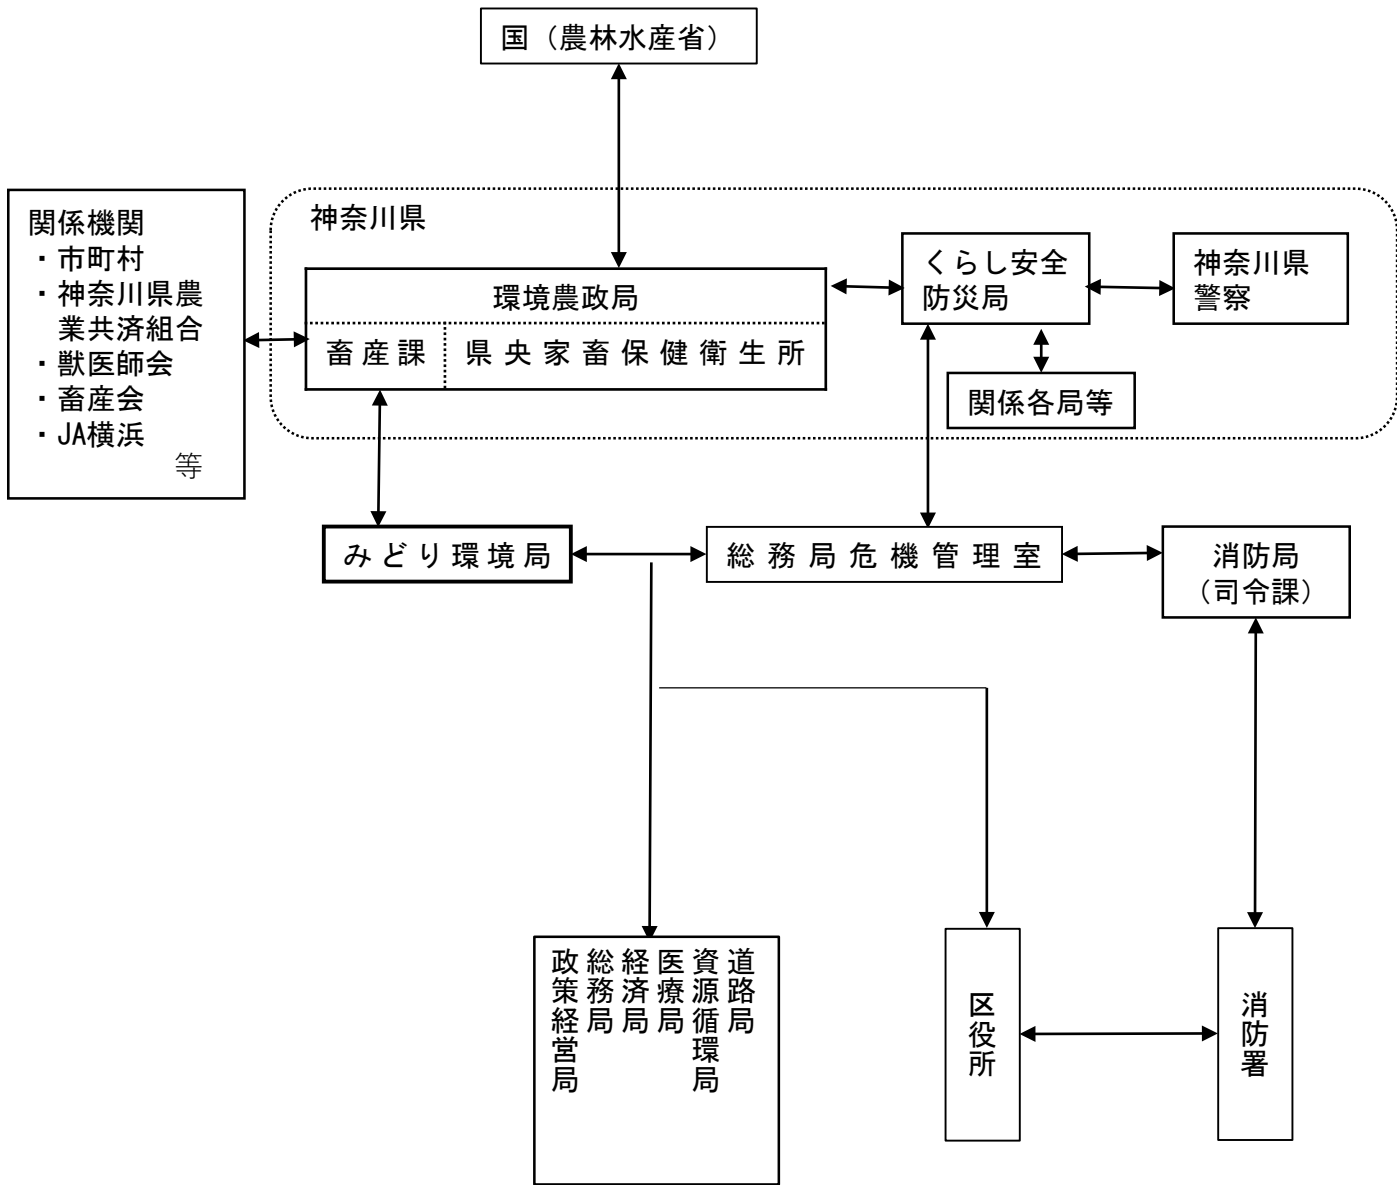 国（農林水産省）
神奈川県
関係機関
・市町村
・神奈川県農
業共済組合
・獣医師会
・畜産会
・JA横浜
等
環境農政局
畜産課
県央家畜保健衛生所
くらし安全
防災局
神奈川県
警察
関係各局等
みどり環境局
総務局危機管理室
消防局
（司令課）
政策経営局
総務局
経済局
医療局
資源循環局
道路局
区役所
消防署